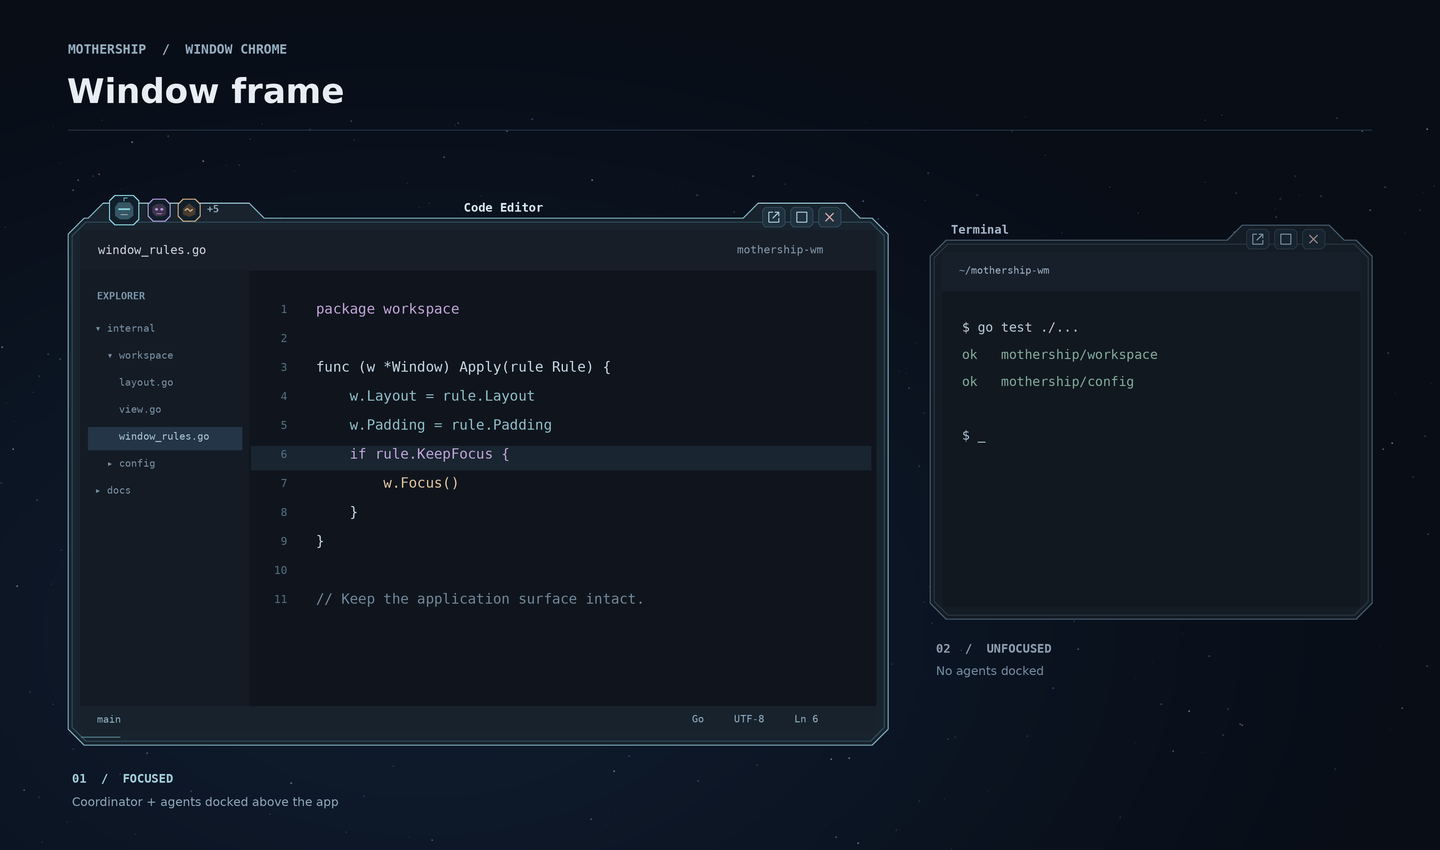 MOTHERSHIP / WINDOW CHROME
Window frame
+5
Code Editor
window_rules.go
mothership-wm
EXPLORER
▾ internal
▾ workspace
layout.go
view.go
window_rules.go
▸ config
▸ docs
1 package workspace
2
3 func (w *Window) Apply(rule Rule) {
4 w.Layout = rule.Layout
5 w.Padding = rule.Padding
6 if rule.KeepFocus {
7 w.Focus()
8 }
9 }
10
11 // Keep the application surface intact.
main
Go UTF-8 Ln 6
01 / FOCUSED
Coordinator + agents docked above the app
Terminal
~/mothership-wm
$ go test ./...
ok mothership/workspace
ok mothership/config
$ _
02 / UNFOCUSED
No agents docked